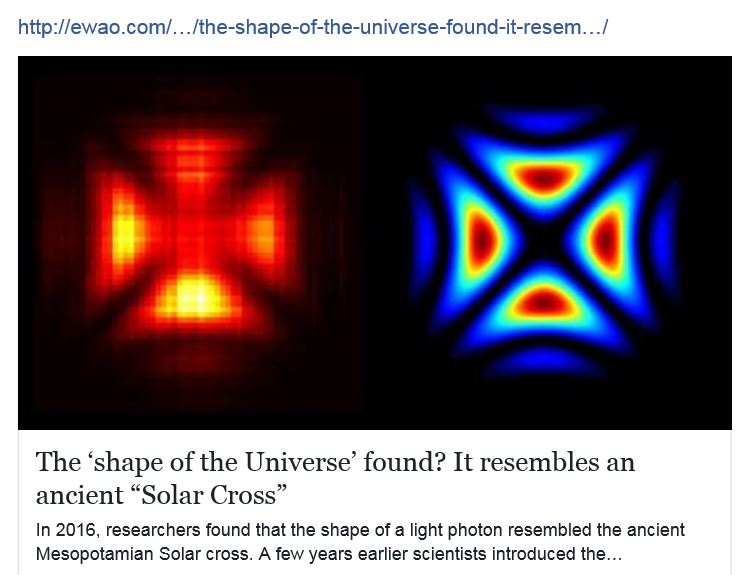 http://ewao.com/…/the-shape-of-the-universe-found-it-resem…/
The ‘shape of the Universe’ found? It resembles an
ancient “Solar Cross”
In 2016, researchers found that the shape of a light photon resembled the ancient
Mesopotamian Solar cross. A few years earlier scientists introduced the…